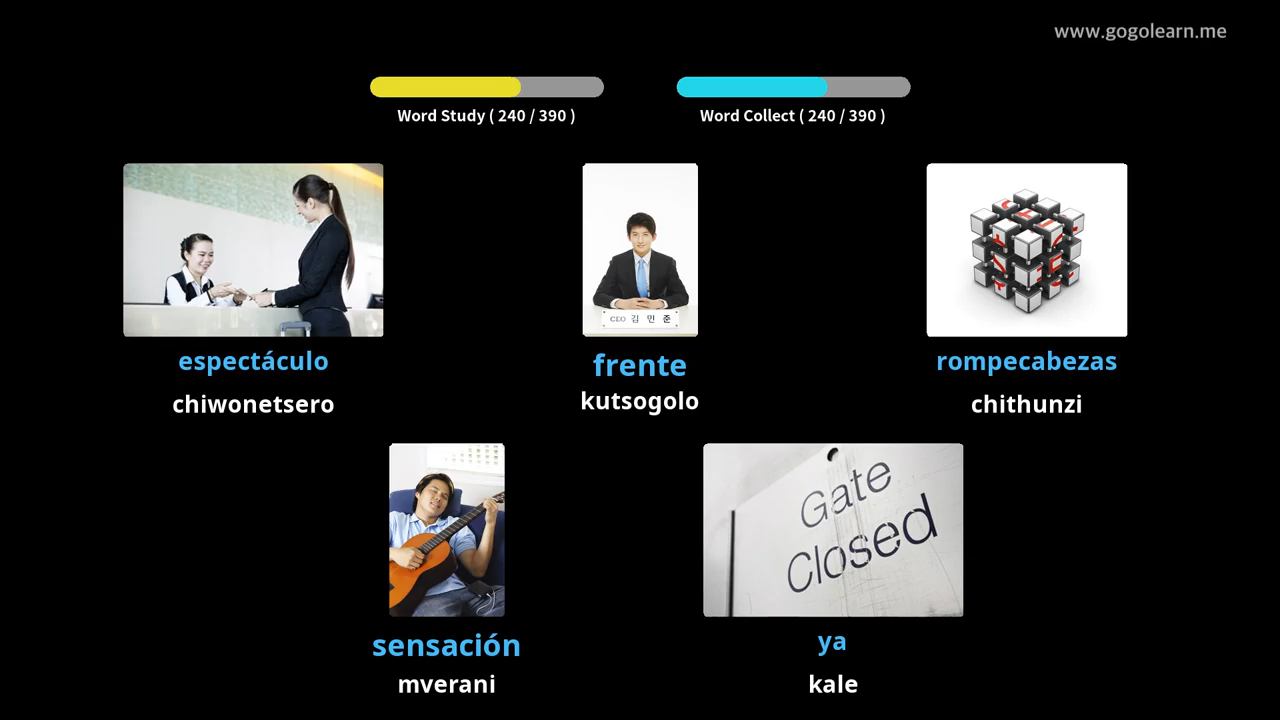 www.gogolearn.me
Word Study ( 240 / 390 )
Word Collect ( 240 / 390 )
CEO 김 민 준
espectáculo
frente
rompecabezas
chiwonetsero
kutsogolo
chithunzi
Gate
Closed
sensación
ya
mverani
kale